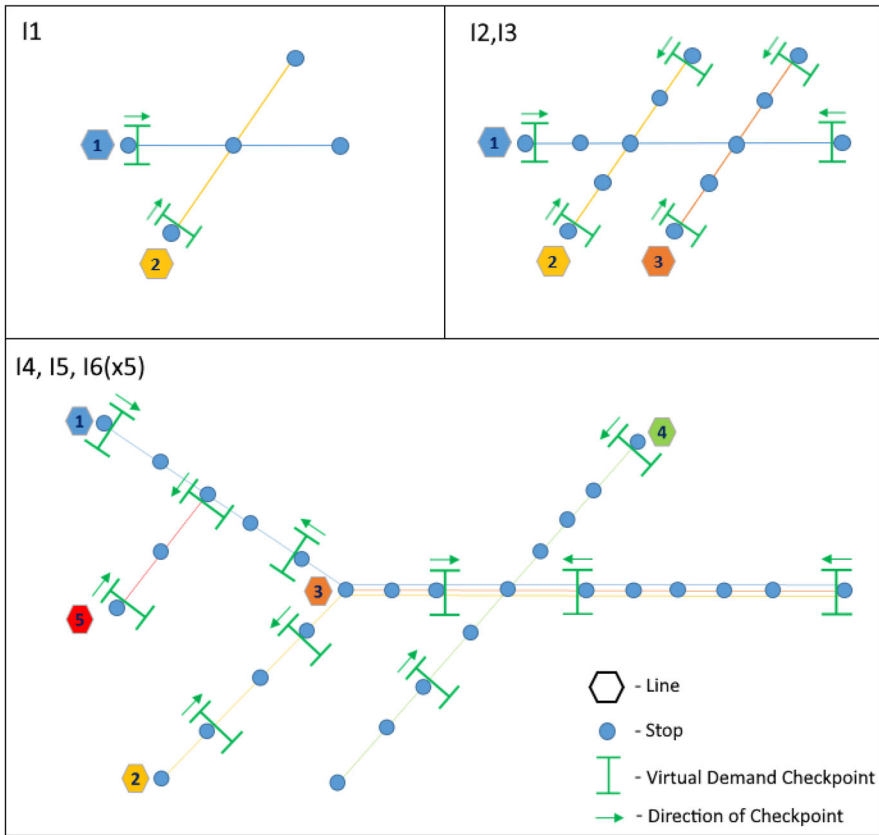 I1
1
2
I2,I3
1
2
3
I4, I5, I6(x5)
1
4
3
5
2
- Line
- Stop
- Virtual Demand Checkpoint
- Direction of Checkpoint